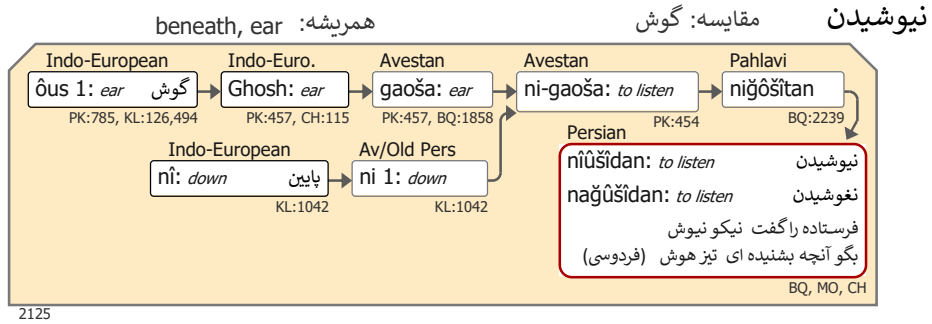 نیوشیدن
مقایسه: گوش
همریشه: beneath, ear
Indo-European
ôus 1: ear گوش
PK:785, KL:126,494
Indo-Euro.
Ghosh: ear
PK:457, CH:115
Avestan
gaoša: ear
PK:457, BQ:1858
Avestan
ni-gaoša: to listen
PK:454
Pahlavi
niğôšîtan
BQ:2239
Indo-European
nî: down پایین
KL:1042
Av/Old Pers
ni 1: down
KL:1042
Persian
nîûšîdan: to listen نیوشیدن
nağûšîdan: to listen نغوشیدن
فرستاده را گفت نیکو نیوش
بگو آنچه بشنیده ای تیز هوش (فردوسی)
BQ, MO, CH
2125